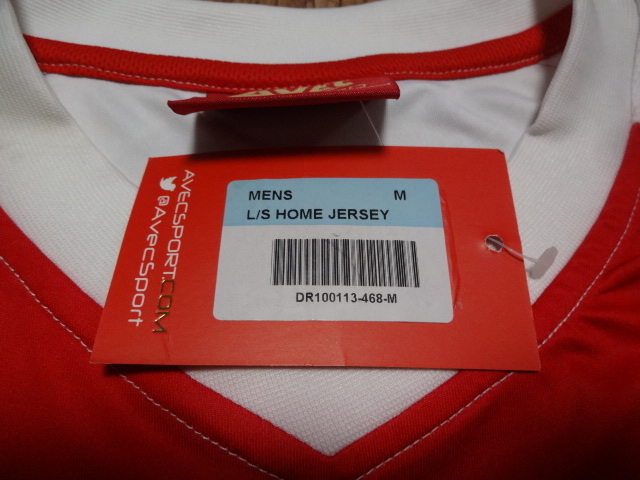 MENS M
L/S HOME JERSEY
DR100113-468-M
AVECSPORT.COM
@AvecSport